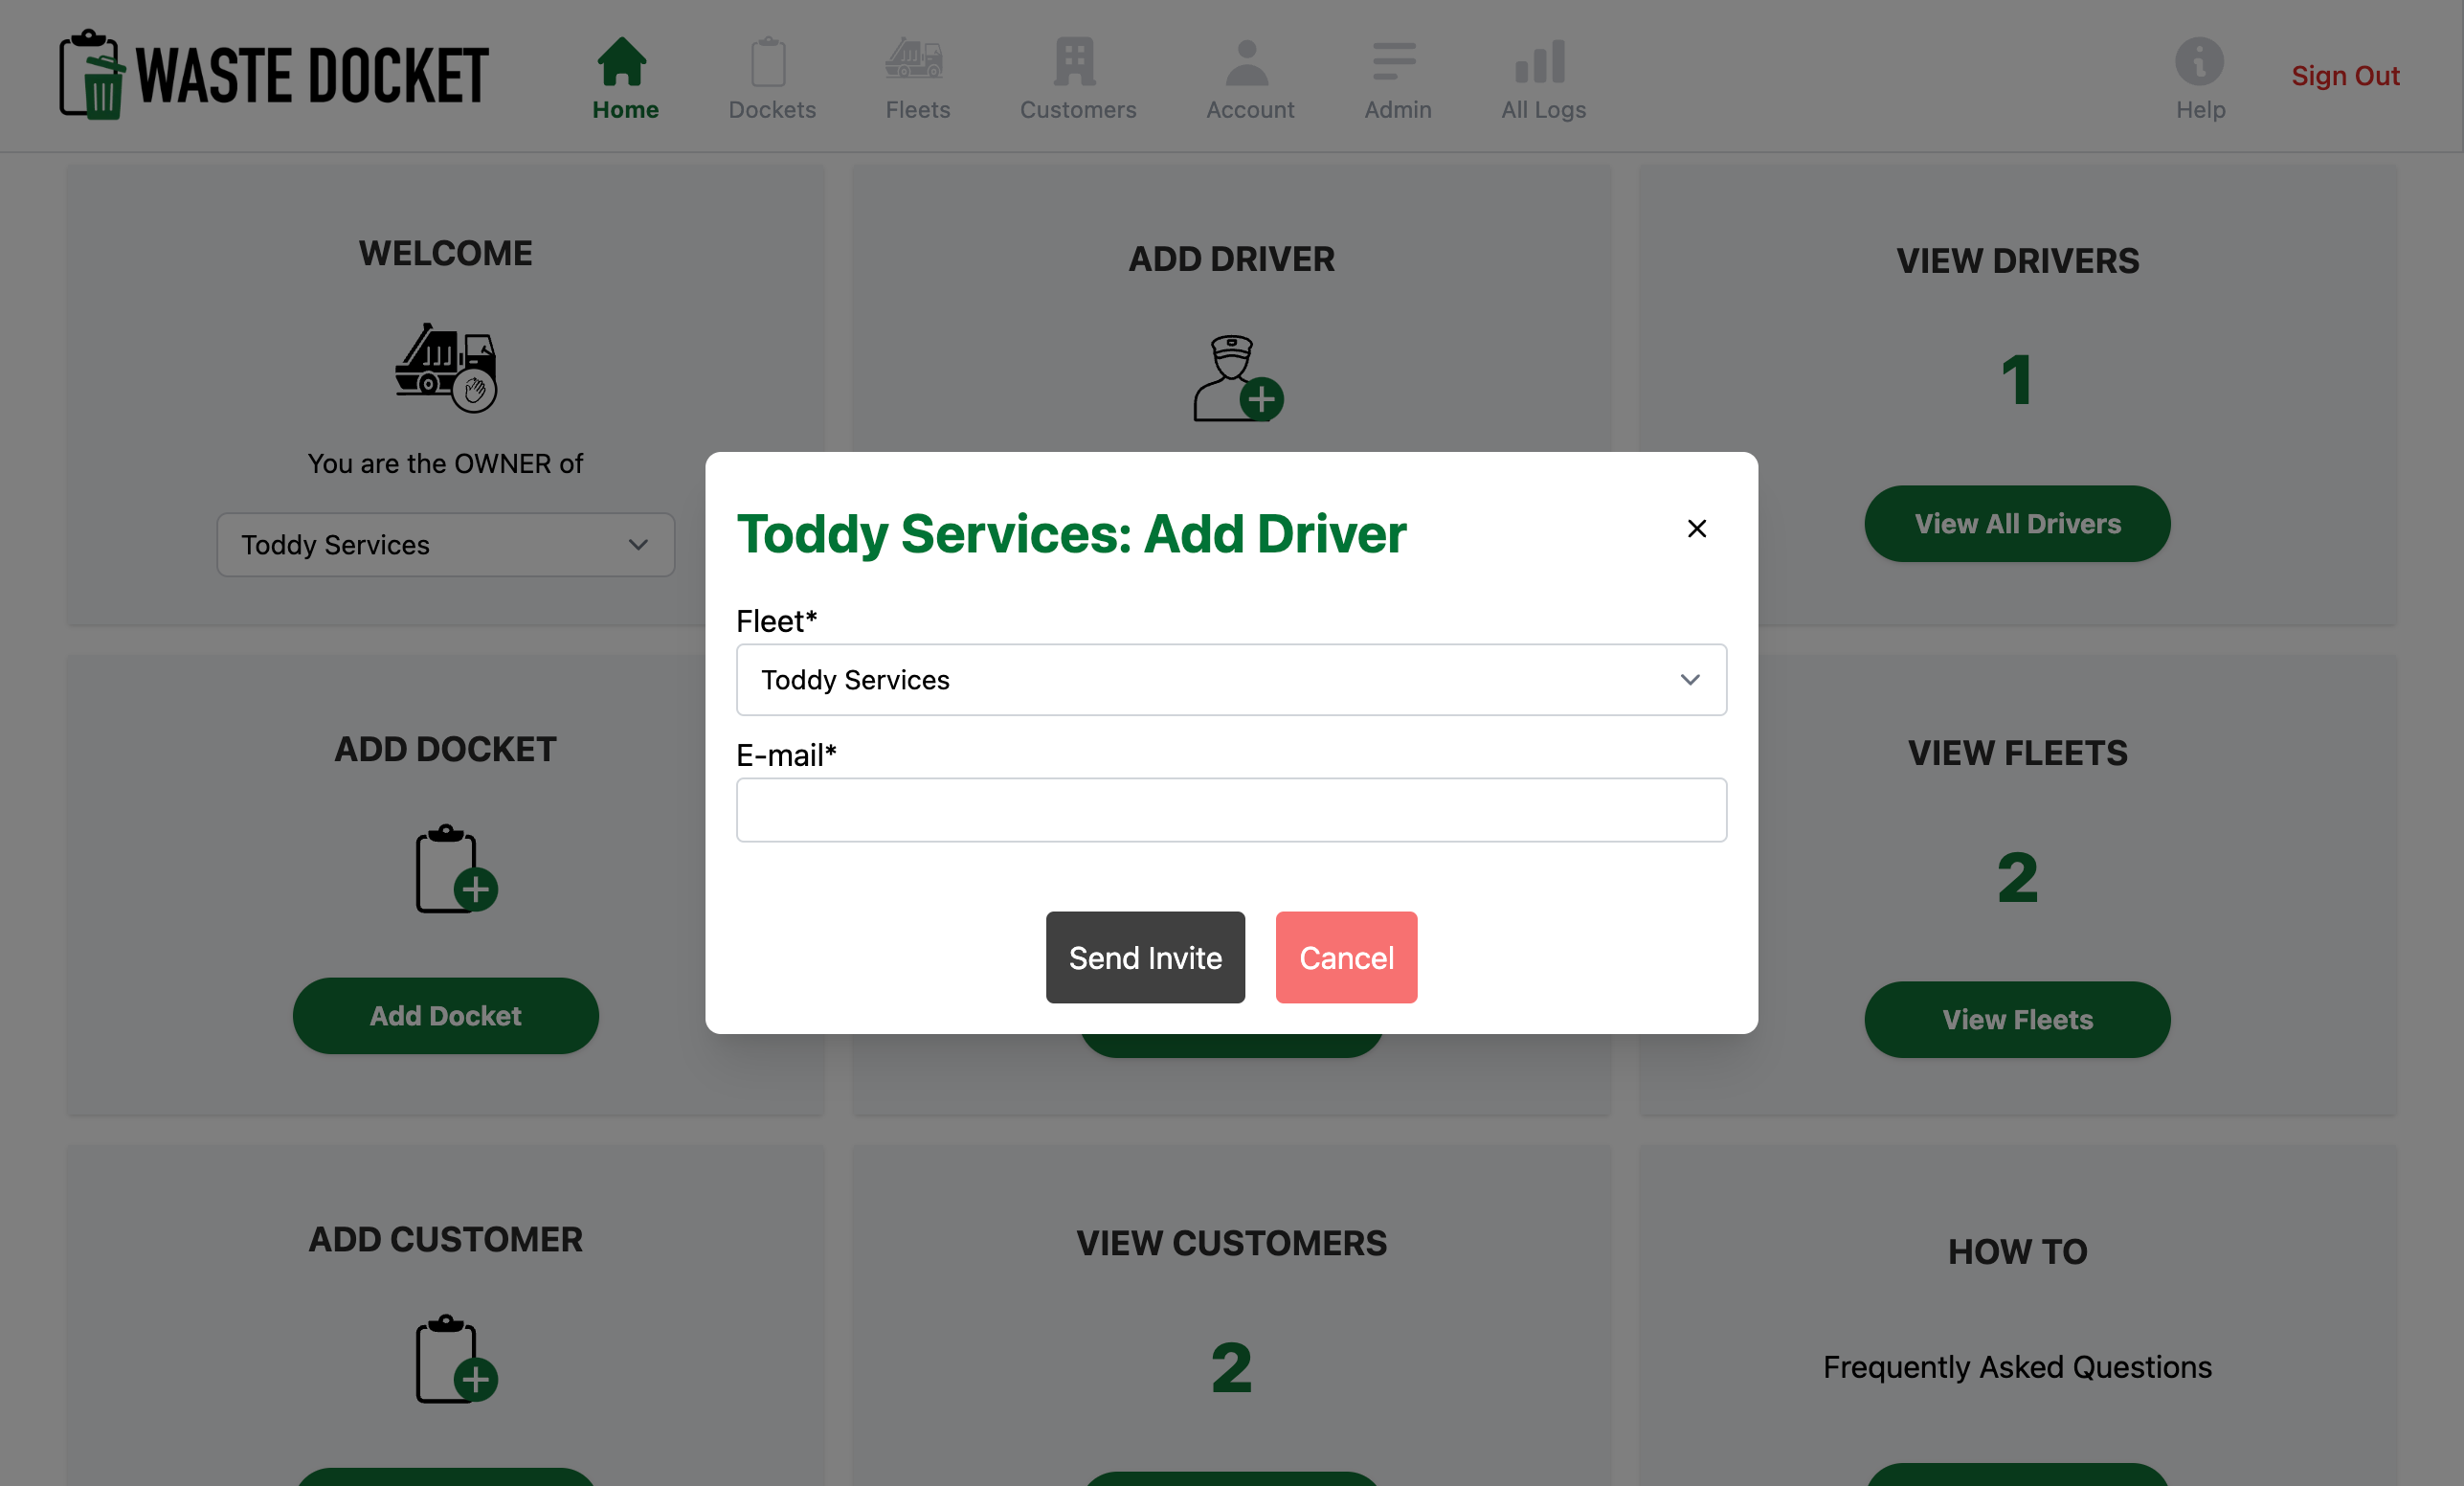 WASTE DOCKET
Home
Dockets
Fleets
Customers
Account
Admin
All Logs
Help
Sign Out
WELCOME
You are the OWNER of
Toddy Services
ADD DRIVER
VIEW DRIVERS
1
View All Drivers
Toddy Services: Add Driver
Fleet*
Toddy Services
E-mail*
Send Invite
Cancel
ADD DOCKET
Add Docket
VIEW FLEETS
2
View Fleets
ADD CUSTOMER
VIEW CUSTOMERS
2
HOW TO
Frequently Asked Questions